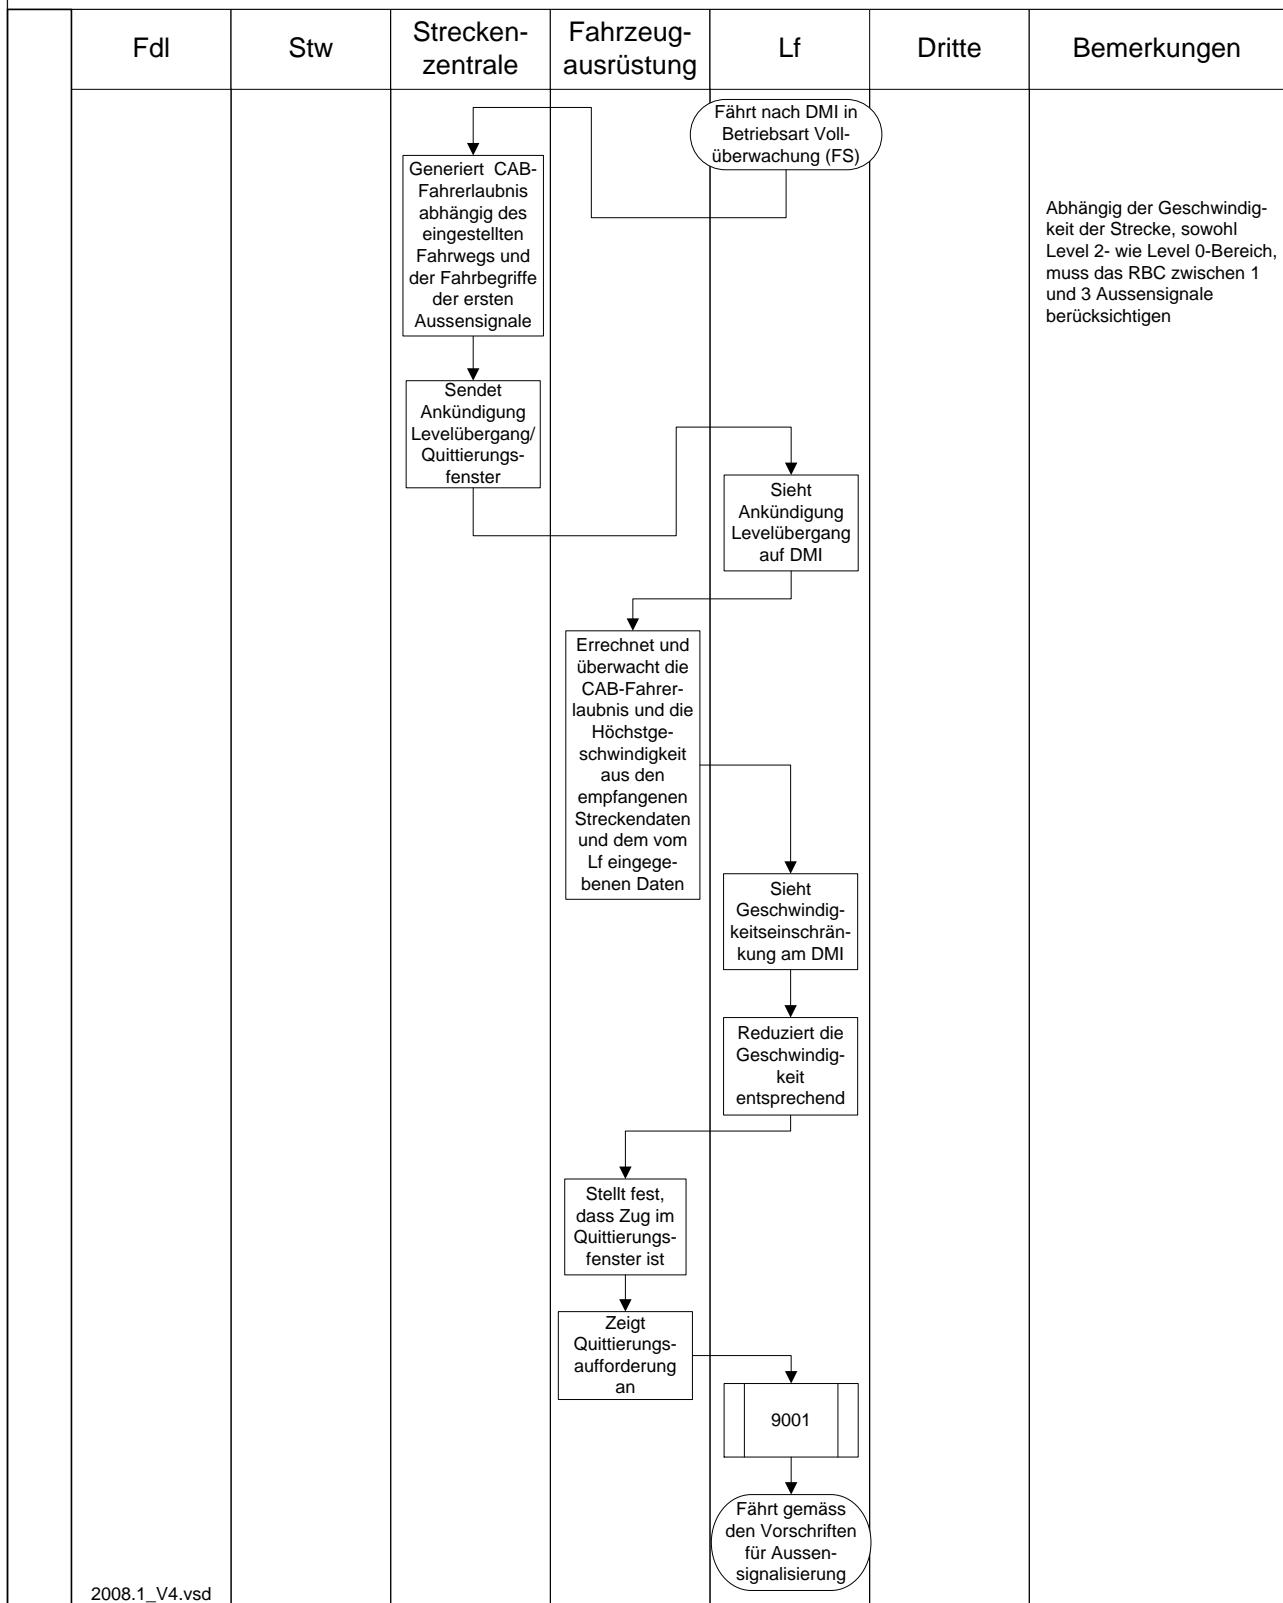 Fdl
Stw
Strecken-
zentrale
Fahrzeug-
ausrüstung
Lf
Dritte
Bemerkungen
Fährt nach DMI in
Betriebsart Voll-
überwachung (FS)
Generiert CAB-
Fahrerlaubnis
abhängig des
eingestellten
Fahrwegs und
der Fahrbegriffe
der ersten
Aussensignale
Abhängig der Geschwindig-
keit der Strecke, sowohl
Level 2- wie Level 0-Bereich,
muss das RBC zwischen 1
und 3 Aussensignale
berücksichtigen
Sendet
Ankündigung
Levelübergang/
Quittierungs-
fenster
Sieht
Ankündigung
Levelübergang
auf DMI
Errechnet und
überwacht die
CAB-Fahrer-
laubnis und die
Höchstge-
schwindigkeit
aus den
empfangenen
Streckendaten
und dem vom
Lf eingege-
benen Daten
Sieht
Geschwindig-
keitseinschrän-
kung am DMI
Reduziert die
Geschwindig-
keit
entsprechend
Stellt fest,
dass Zug im
Quittierungs-
fenster ist
Zeigt
Quittierungs-
aufforderung
an
9001
Fährt gemäss
den Vorschriften
für Aussen-
signalisierung
2008.1_V4.vsd